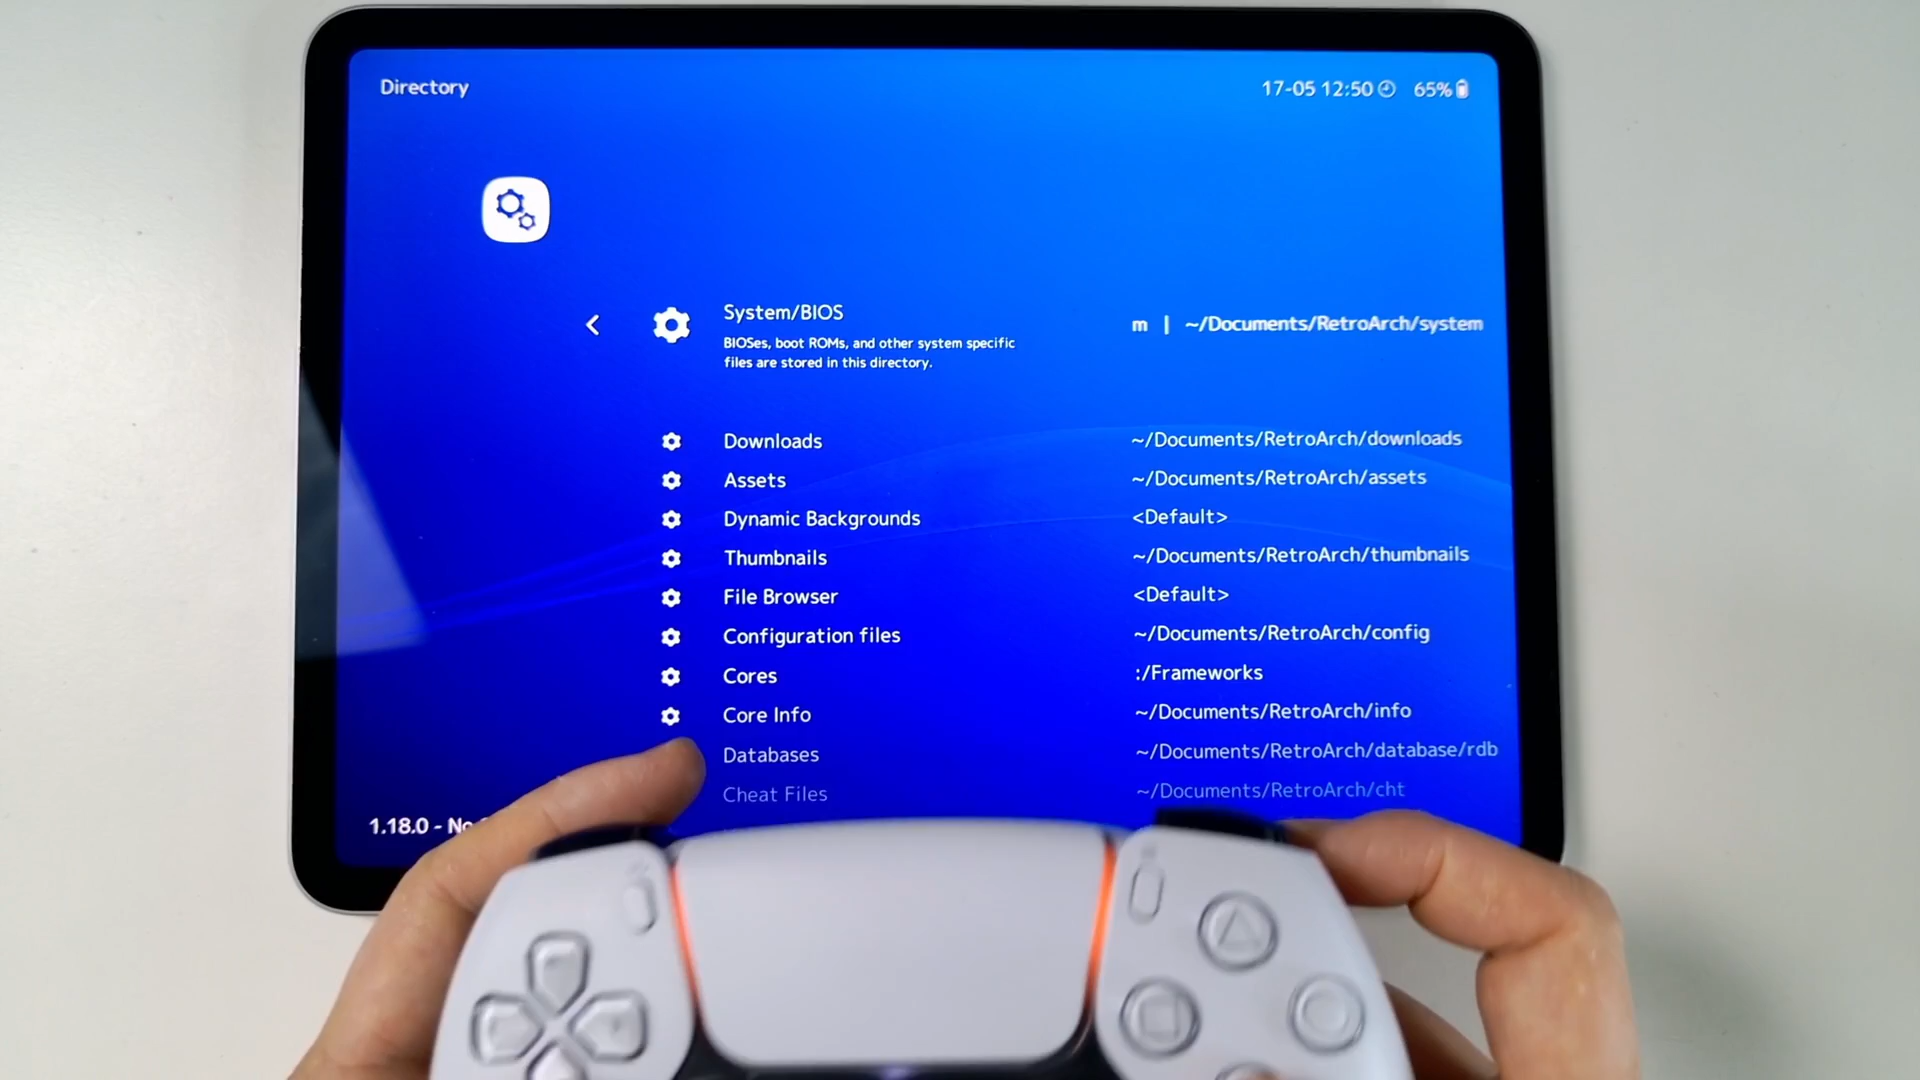 Directory
17-05 12:50 65%
System/BIOS
m | ~/Documents/RetroArch/system
BIOSes, boot ROMs, and other system specific
files are stored in this directory.
Downloads ~/Documents/RetroArch/downloads
Assets ~/Documents/RetroArch/assets
Dynamic Backgrounds <Default>
Thumbnails ~/Documents/RetroArch/thumbnails
File Browser <Default>
Configuration files ~/Documents/RetroArch/config
Cores :/Frameworks
Core Info ~/Documents/RetroArch/info
Databases ~/Documents/RetroArch/database/rdb
Cheat Files ~/Documents/RetroArch/cht
1.18.0 - No